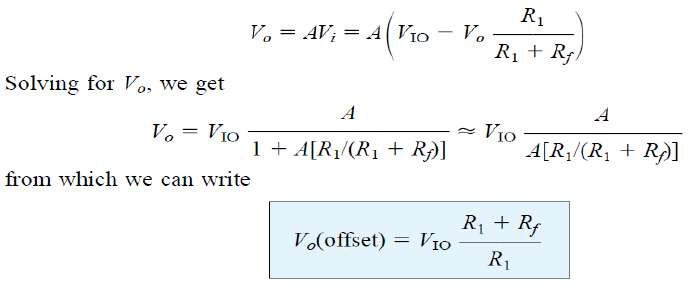 V_o = AV_i = A(V_IO − V_o R_1/(R_1 + R_f))
Solving for V_o, we get
V_o = V_IO A/(1 + A[R_1/(R_1 + R_f)]) ≈ V_IO A/(A[R_1/(R_1 + R_f)])
from which we can write
V_o(offset) = V_IO (R_1 + R_f)/R_1